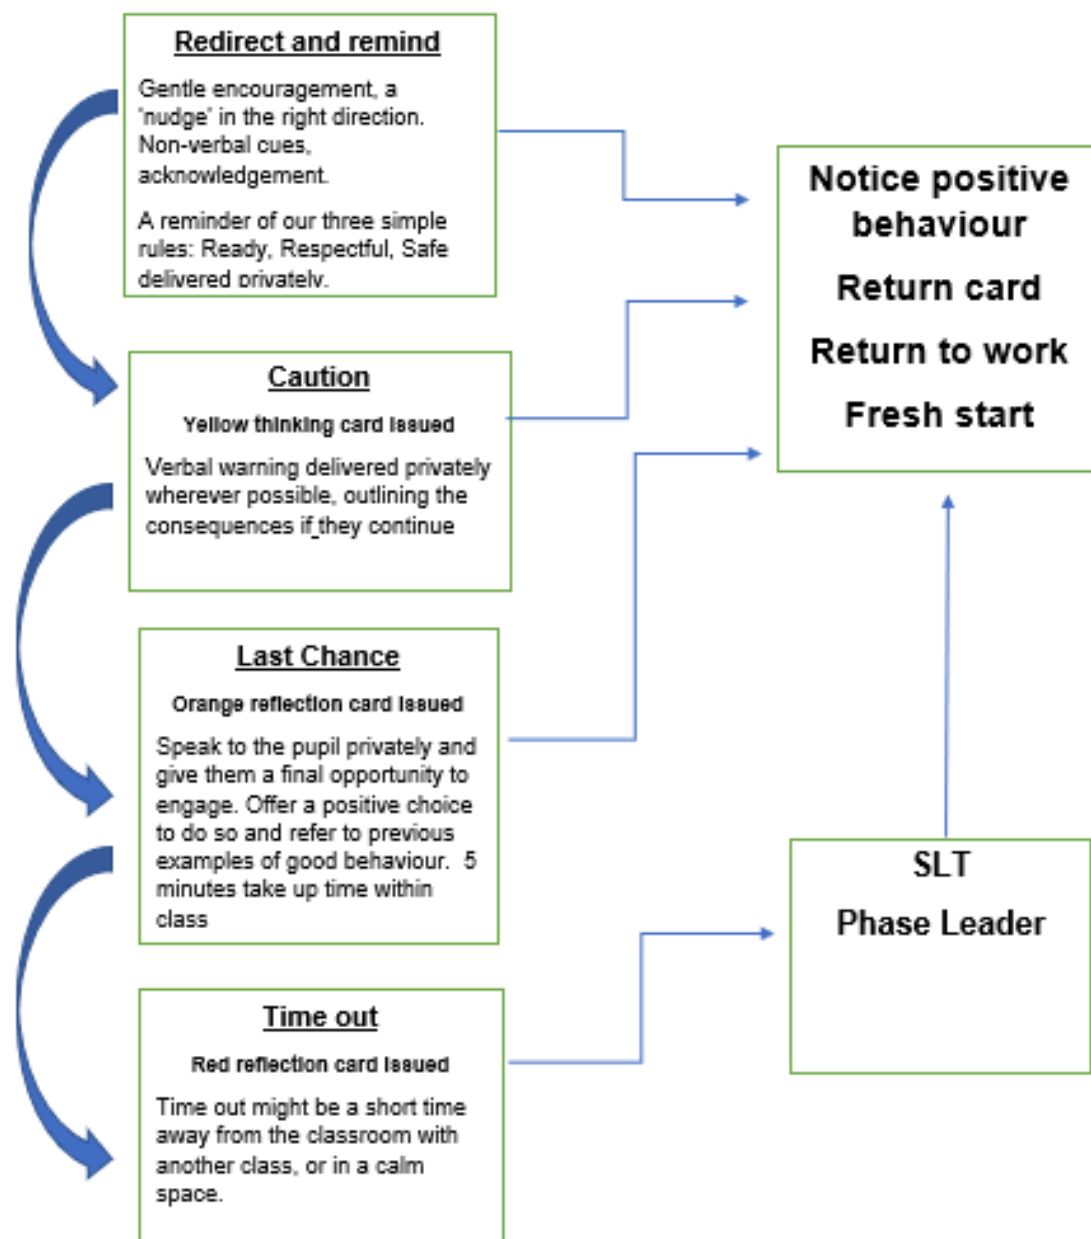 Redirect and remind
Gentle encouragement, a
'nudge' in the right direction.
Non-verbal cues,
acknowledgement.
A reminder of our three simple
rules: Ready, Respectful, Safe
delivered privately.
Caution
Yellow thinking card issued
Verbal warning delivered privately
wherever possible, outlining the
consequences if they continue
Last Chance
Orange reflection card issued
Speak to the pupil privately and
give them a final opportunity to
engage. Offer a positive choice
to do so and refer to previous
examples of good behaviour. 5
minutes take up time within
class
Time out
Red reflection card issued
Time out might be a short time
away from the classroom with
another class, or in a calm
space.
Notice positive
behaviour
Return card
Return to work
Fresh start
SLT
Phase Leader